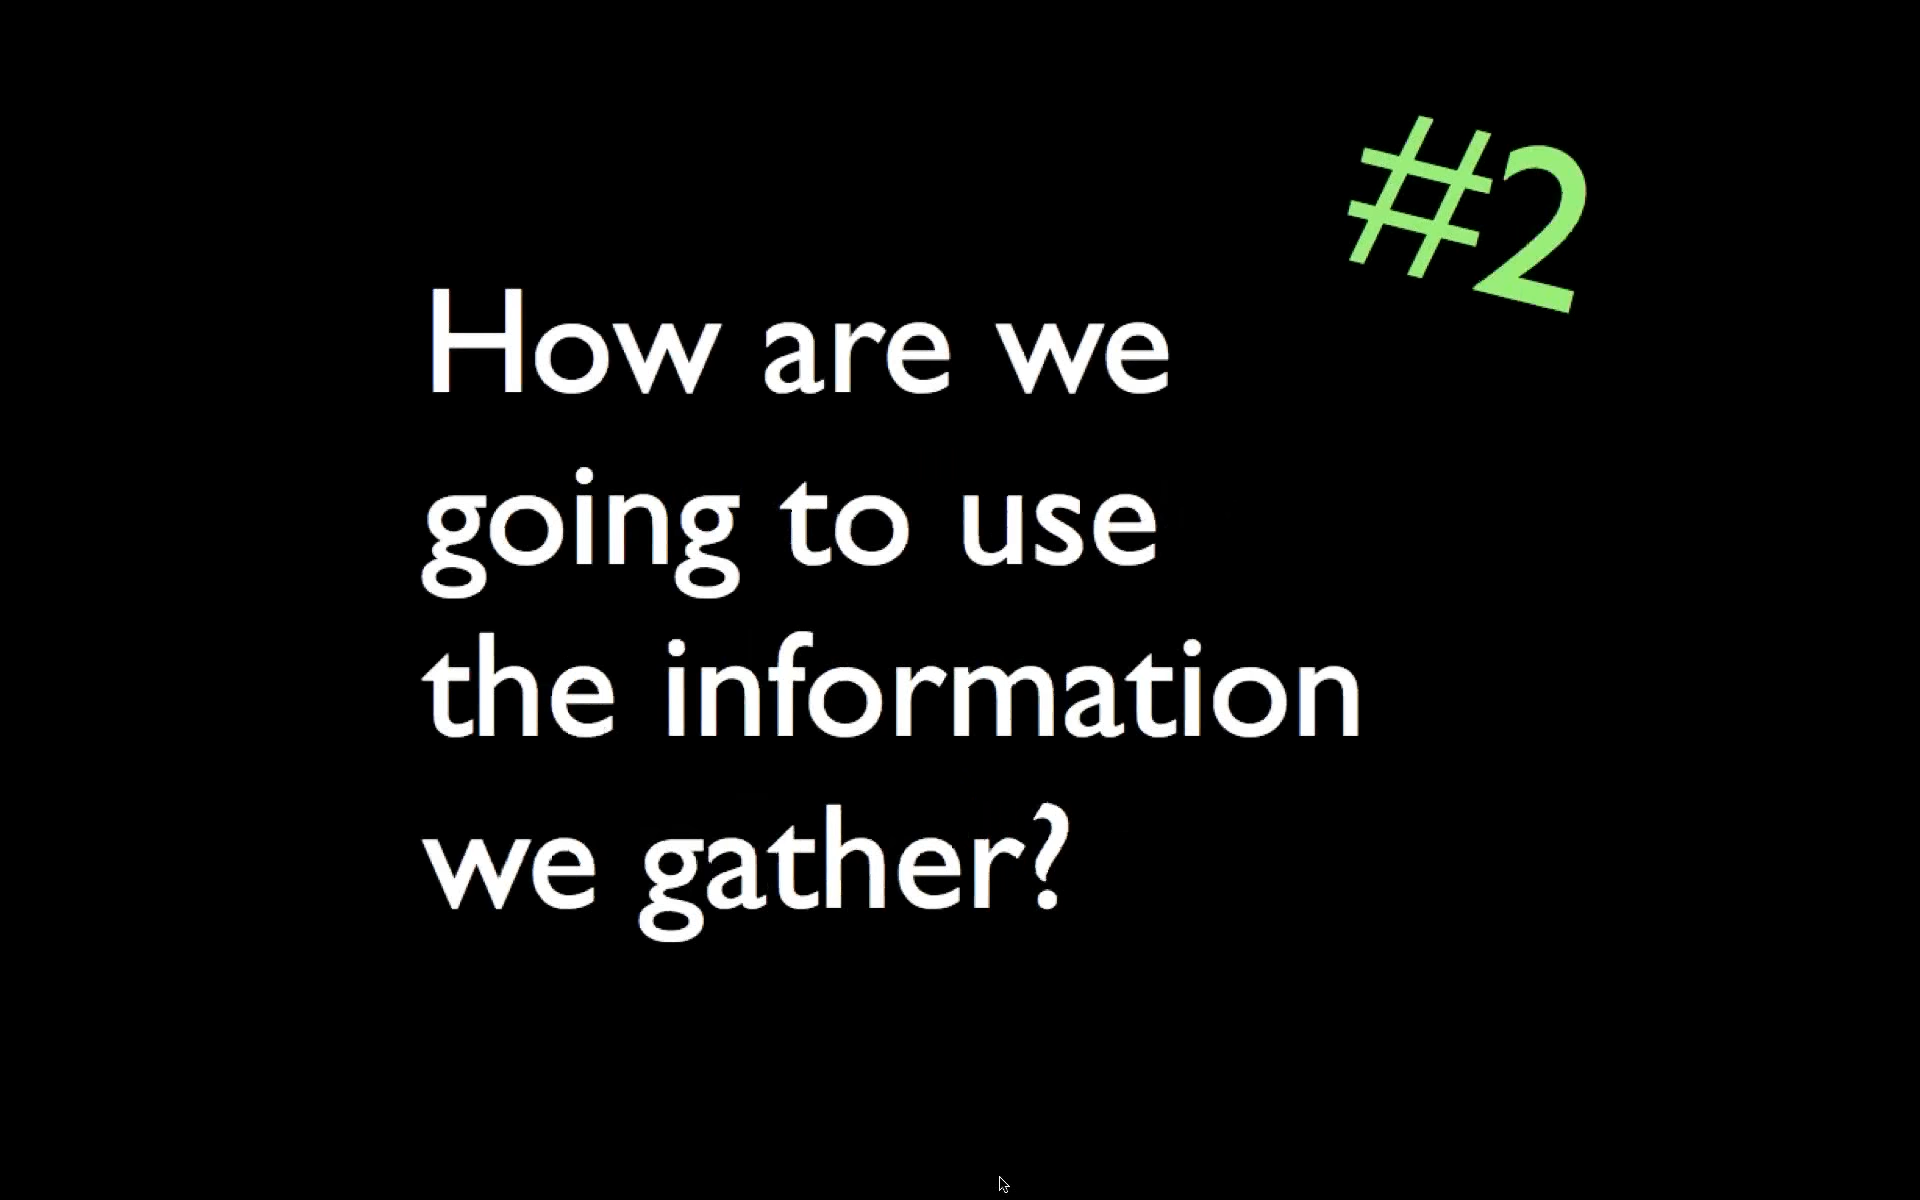 #2
How are we
going to use
the information
we gather?